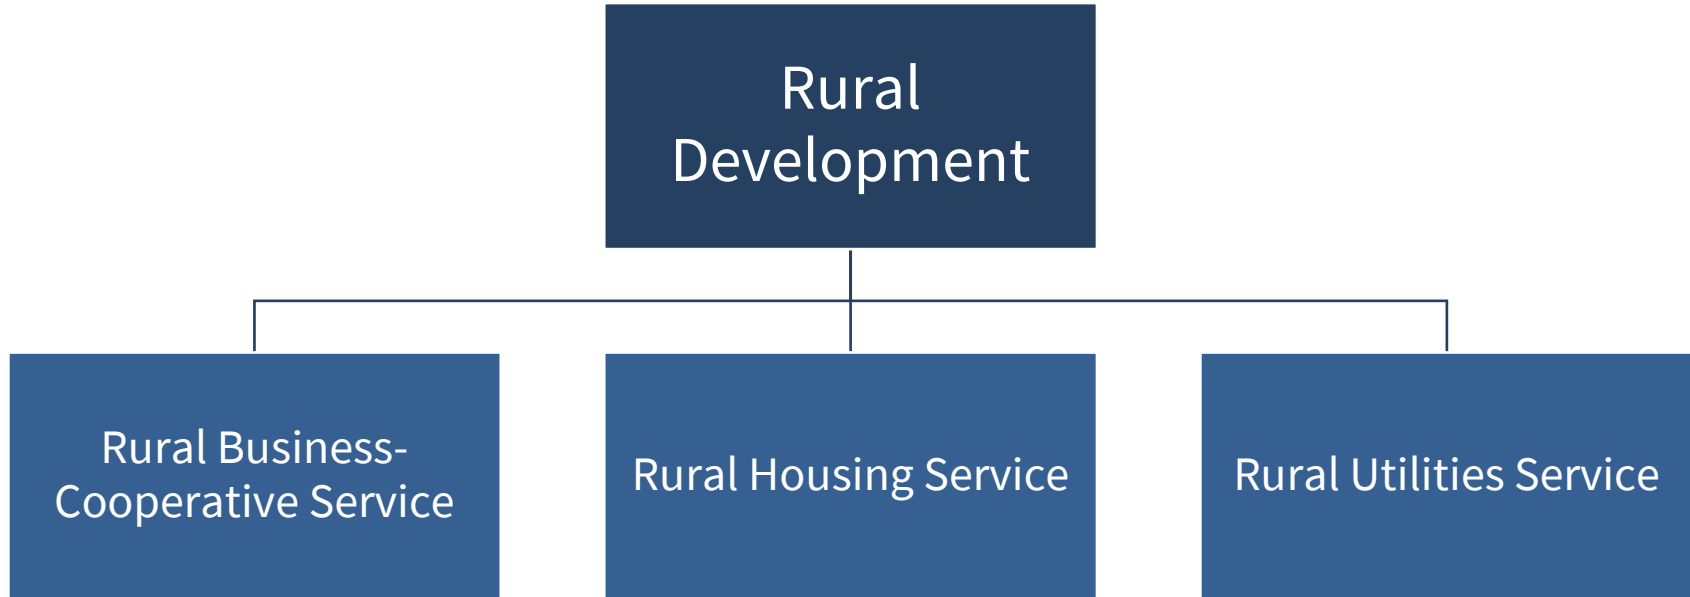 Rural
Development
Rural Business-
Cooperative Service
Rural Housing Service
Rural Utilities Service